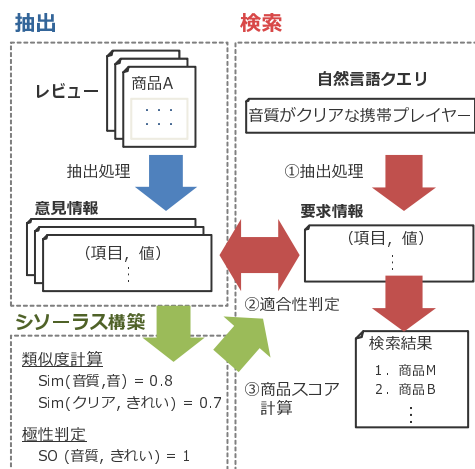 抽出
レビュー
商品A
・・・
・・・
抽出処理
意見情報
(項目, 値)
⋮
シソーラス構築
類似度計算
Sim(音質,音) = 0.8
Sim(クリア, きれい) = 0.7
極性判定
SO (音質, きれい) = 1
検索
自然言語クエリ
音質がクリアな携帯プレイヤー
①抽出処理
要求情報
(項目, 値)
⋮
②適合性判定
③商品スコア
計算
検索結果
1. 商品M
2. 商品B
⋮